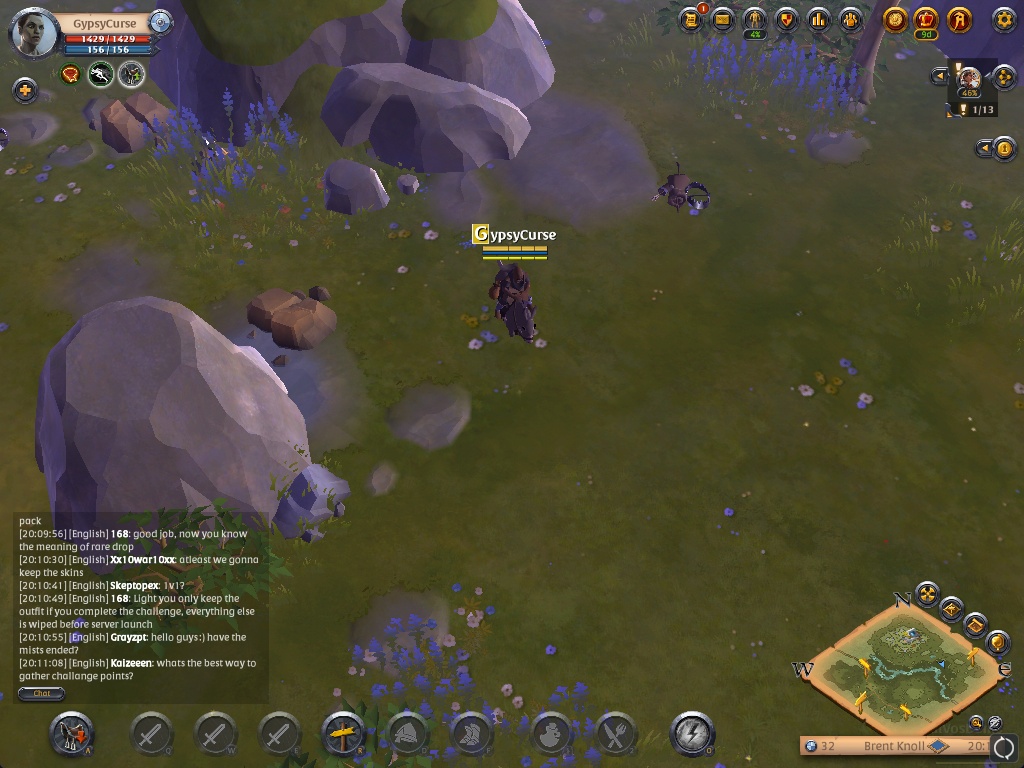 GypsyCurse
1429 / 1429
156 / 156
1
4%
9d
46%
1/13
GypsyCurse
pack
[20:09:56] [English] 168: good job, now you know
the meaning of rare drop
[20:10:30] [English] Xx10war10xx: atleast we gonna
keep the skins
[20:10:41] [English] Skeptopex: 1v1?
[20:10:49] [English] 168: Light you only keep the
outfit if you complete the challenge, everything else
is wiped before server launch
[20:10:55] [English] Grayzpt: hello guys:) have the
mists ended?
[20:11:08] [English] Kaizeeen: whats the best way to
gather challange points?
Chat
N
W
E
A
Q
W
E
R
D
F
32
Brent Knoll
20: